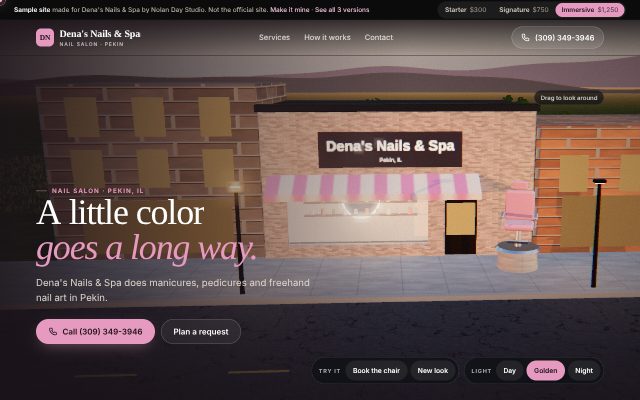 Sample site made for Dena's Nails & Spa by Nolan Day Studio. Not the official site. Make it mine · See all 3 versions
Starter $300 Signature $750 Immersive $1,250
DN Dena's Nails & Spa
NAIL SALON · PEKIN
Services How it works Contact
(309) 349-3946
Drag to look around
Dena's Nails & Spa
Pekin, IL
NAIL SALON · PEKIN, IL
A little color
goes a long way.
Dena's Nails & Spa does manicures, pedicures and freehand
nail art in Pekin.
Call (309) 349-3946 Plan a request
TRY IT Book the chair New look LIGHT Day Golden Night